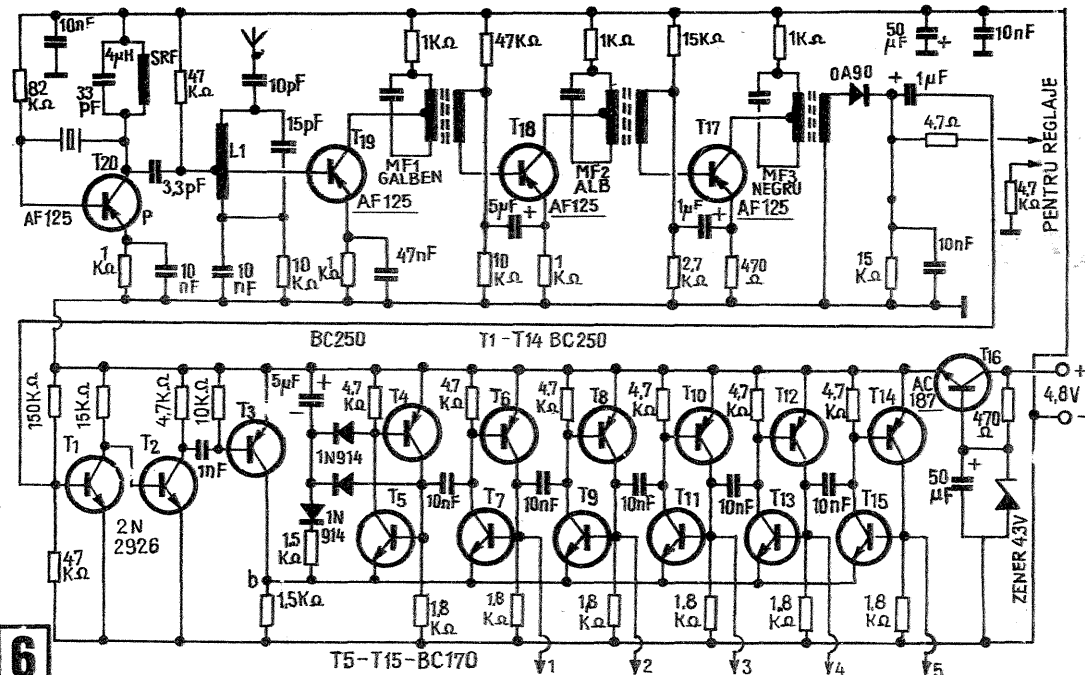 10nF
4µH
SRF
33
pF
82
KΩ
47
KΩ
10pF
15pF
L1
T20
AF125
P
3,3pF
1
KΩ
10
nF
10
nF
10
KΩ
1
KΩ
47nF
T19
AF125
1KΩ
MF1
GALBEN
47KΩ
5µF
+
10
KΩ
T18
AF125
1
KΩ
1KΩ
MF2
ALB
15KΩ
1µF
+
2,7
KΩ
T17
AF125
470
Ω
1KΩ
MF3
NEGRU
50
µF
+
10nF
0A90
+
1µF
4,7Ω
4,7
KΩ
PENTRU REGLAJE
15
KΩ
10nF
BC250
T1-T14 BC250
150KΩ
15KΩ
4,7KΩ
10KΩ
T1
T2
T3
1nF
2N
2926
47
KΩ
5µF
+
-
1N914
1N
914
1,5
KΩ
b
1,5KΩ
4,7
KΩ
T4
T5
1,8
KΩ
10nF
4,7
KΩ
T6
T7
1,8
KΩ
10nF
4,7
KΩ
T8
T9
1,8
KΩ
10nF
4,7
KΩ
T10
T11
1,8
KΩ
10nF
4,7
KΩ
T12
T13
1,8
KΩ
10nF
4,7
KΩ
T14
T15
1,8
KΩ
T16
AC
187
+
4,8V
-
470
Ω
50
µF
+
ZENER 4,3V
6
T5-T15-BC170
1
2
3
4
5